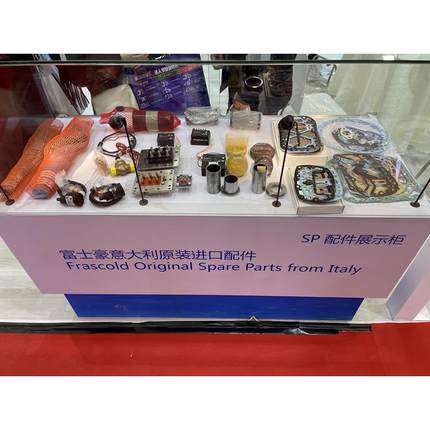 SP 配件展示柜
富士豪意大利原装进口配件
Frascold Original Spare Parts from Italy